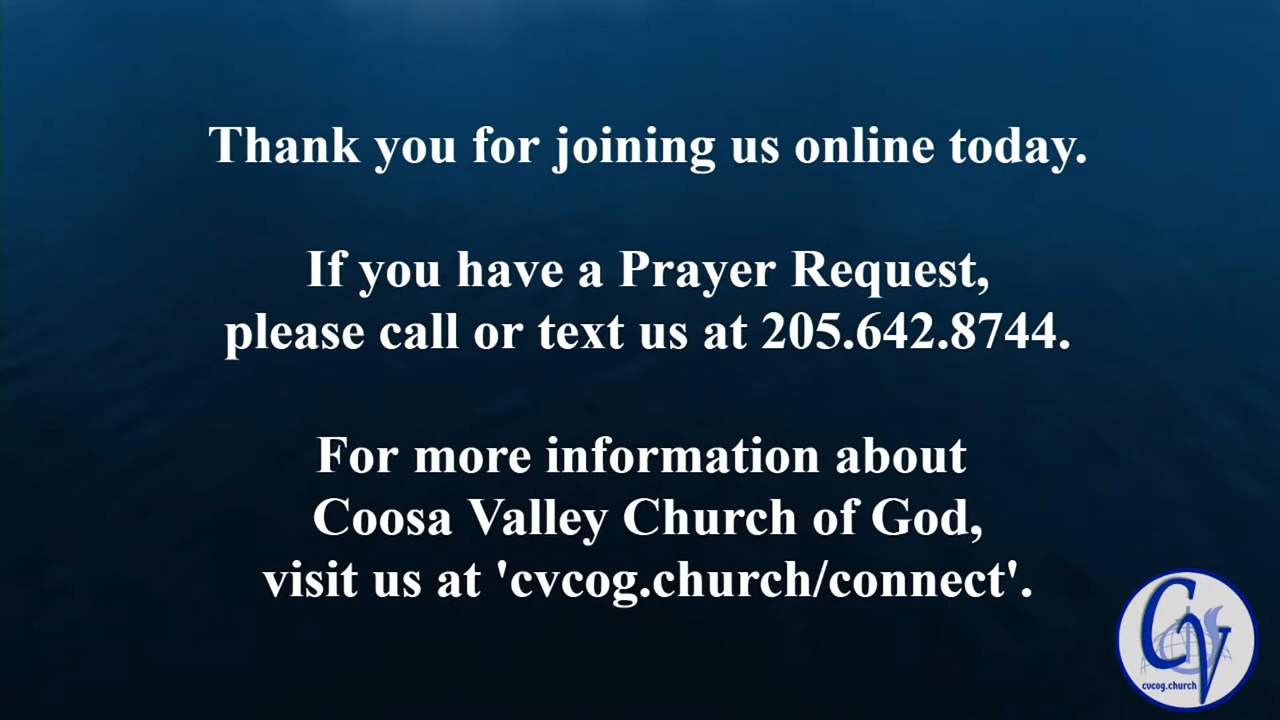 Thank you for joining us online today.
If you have a Prayer Request,
please call or text us at 205.642.8744.
For more information about
Coosa Valley Church of God,
visit us at 'cvcog.church/connect'.
CV
cvcog.church